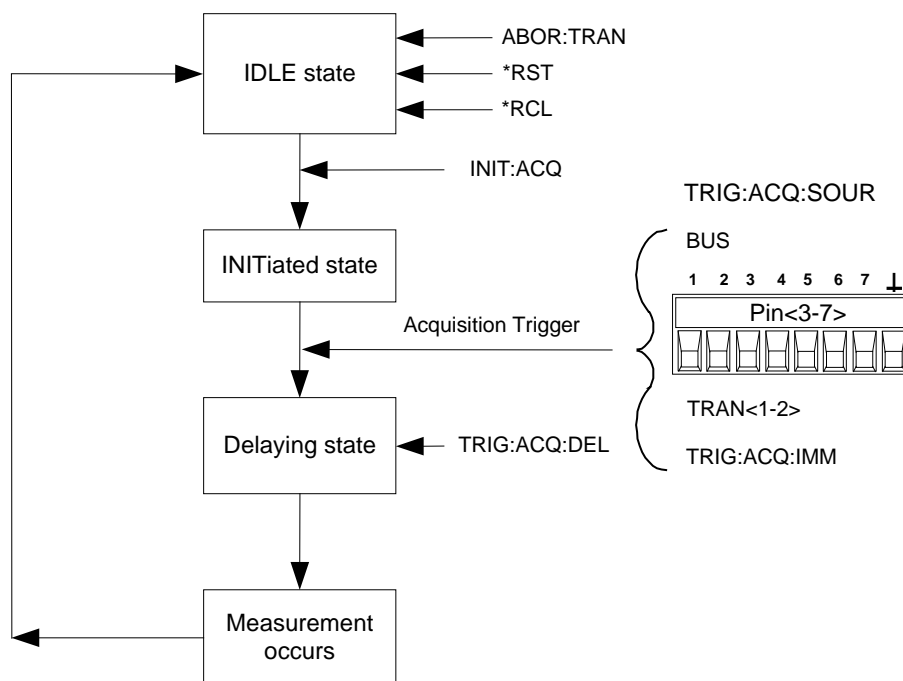 ABOR:TRAN
IDLE state
*RST
*RCL
INIT:ACQ
TRIG:ACQ:SOUR
BUS
INITiated state
1 2 3 4 5 6 7
Pin<3-7>
Acquisition Trigger
TRAN<1-2>
Delaying state
TRIG:ACQ:DEL
TRIG:ACQ:IMM
Measurement
occurs